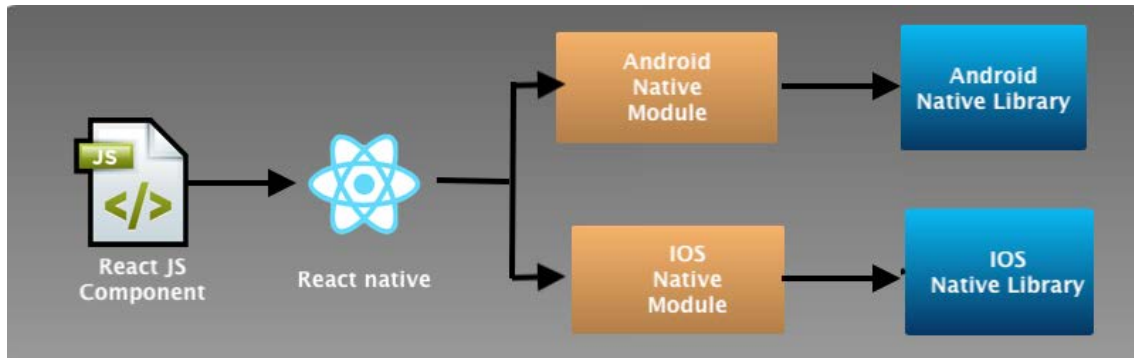 JS
</>
React JS
Component
React native
Android
Native
Module
Android
Native Library
IOS
Native
Module
IOS
Native Library